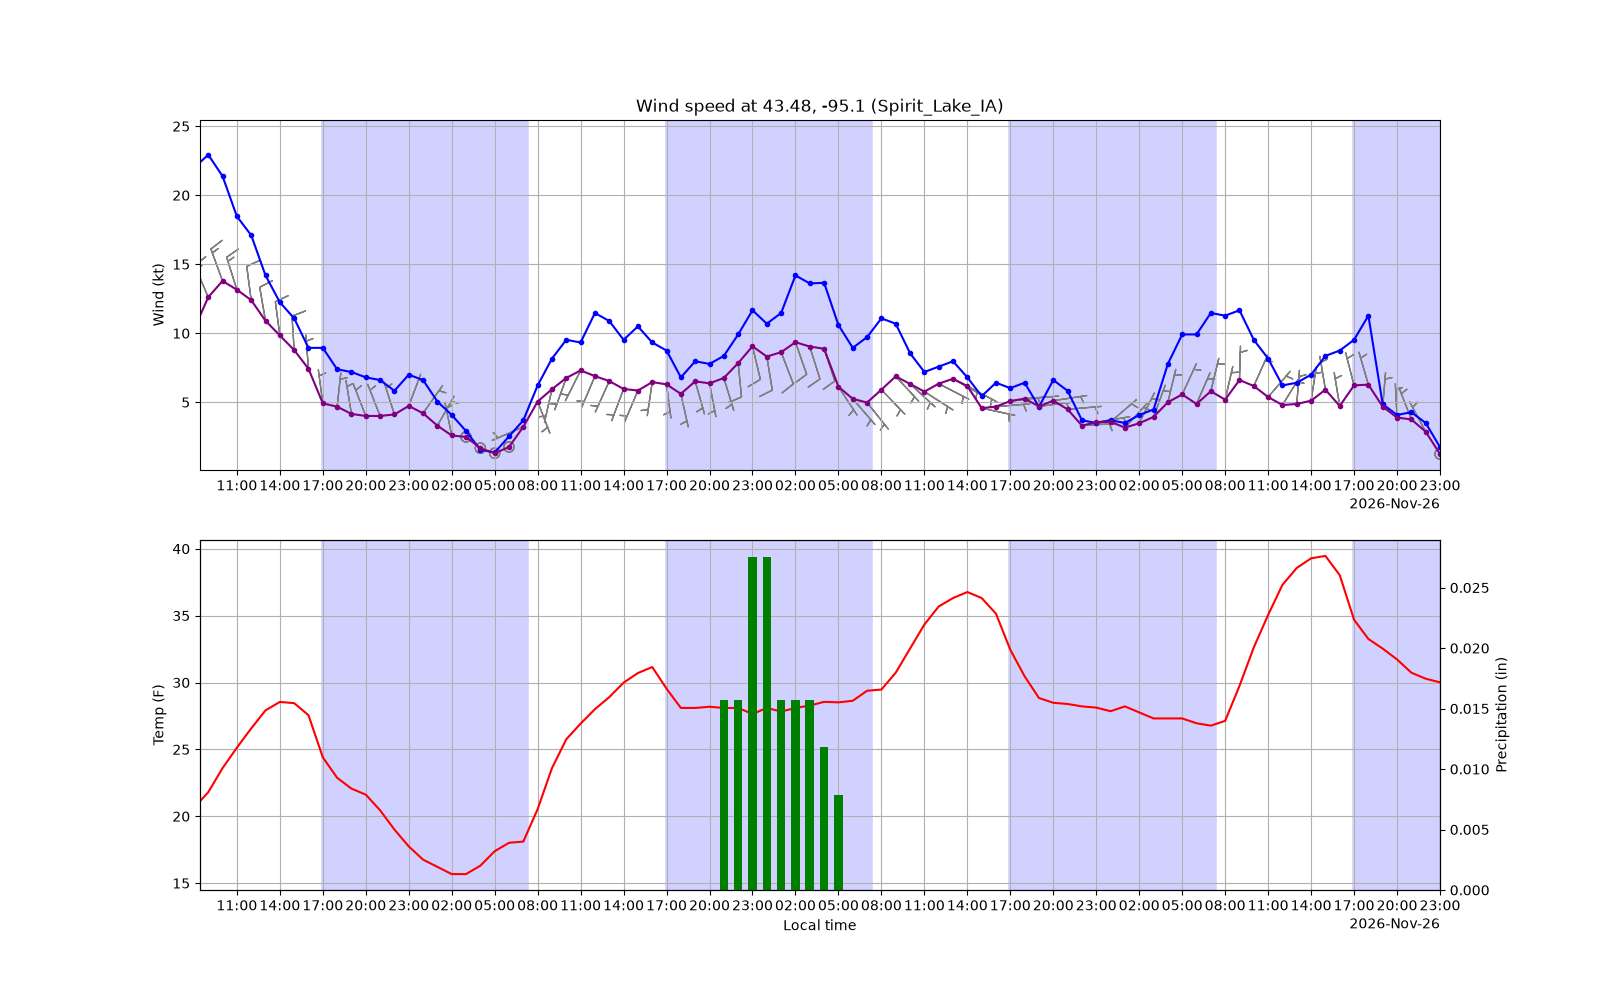 Wind speed at 43.48, -95.1 (Spirit_Lake_IA)
25
20
15
10
5
Wind (kt)
11:00 14:00 17:00 20:00 23:00 02:00 05:00 08:00 11:00 14:00 17:00 20:00 23:00 02:00 05:00 08:00 11:00 14:00 17:00 20:00 23:00 02:00 05:00 08:00 11:00 14:00 17:00 20:00 23:00
2026-Nov-26
40
35
30
25
20
15
Temp (F)
0.025
0.020
0.015
0.010
0.005
0.000
Precipitation (in)
11:00 14:00 17:00 20:00 23:00 02:00 05:00 08:00 11:00 14:00 17:00 20:00 23:00 02:00 05:00 08:00 11:00 14:00 17:00 20:00 23:00 02:00 05:00 08:00 11:00 14:00 17:00 20:00 23:00
Local time
2026-Nov-26